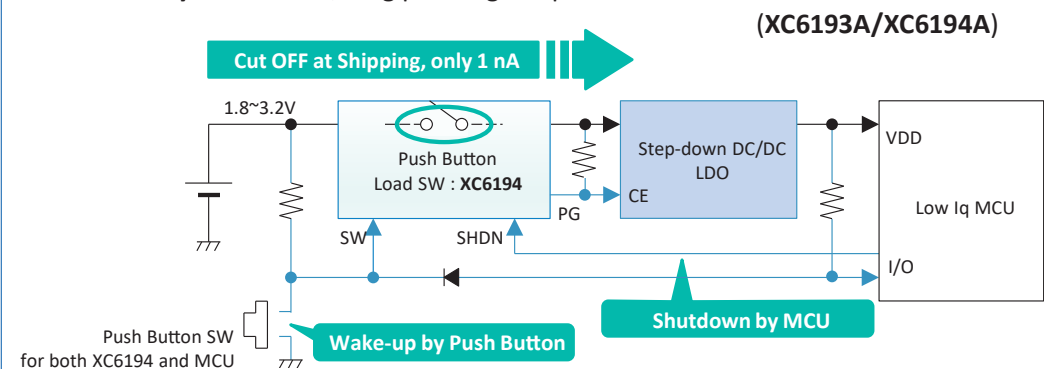 (XC6193A/XC6194A)
Cut OFF at Shipping, only 1 nA
1.8~3.2V
Push Button
Load SW : XC6194
Step-down DC/DC
LDO
VDD
CE
PG
Low Iq MCU
SW
SHDN
I/O
Shutdown by MCU
Push Button SW
for both XC6194 and MCU
Wake-up by Push Button